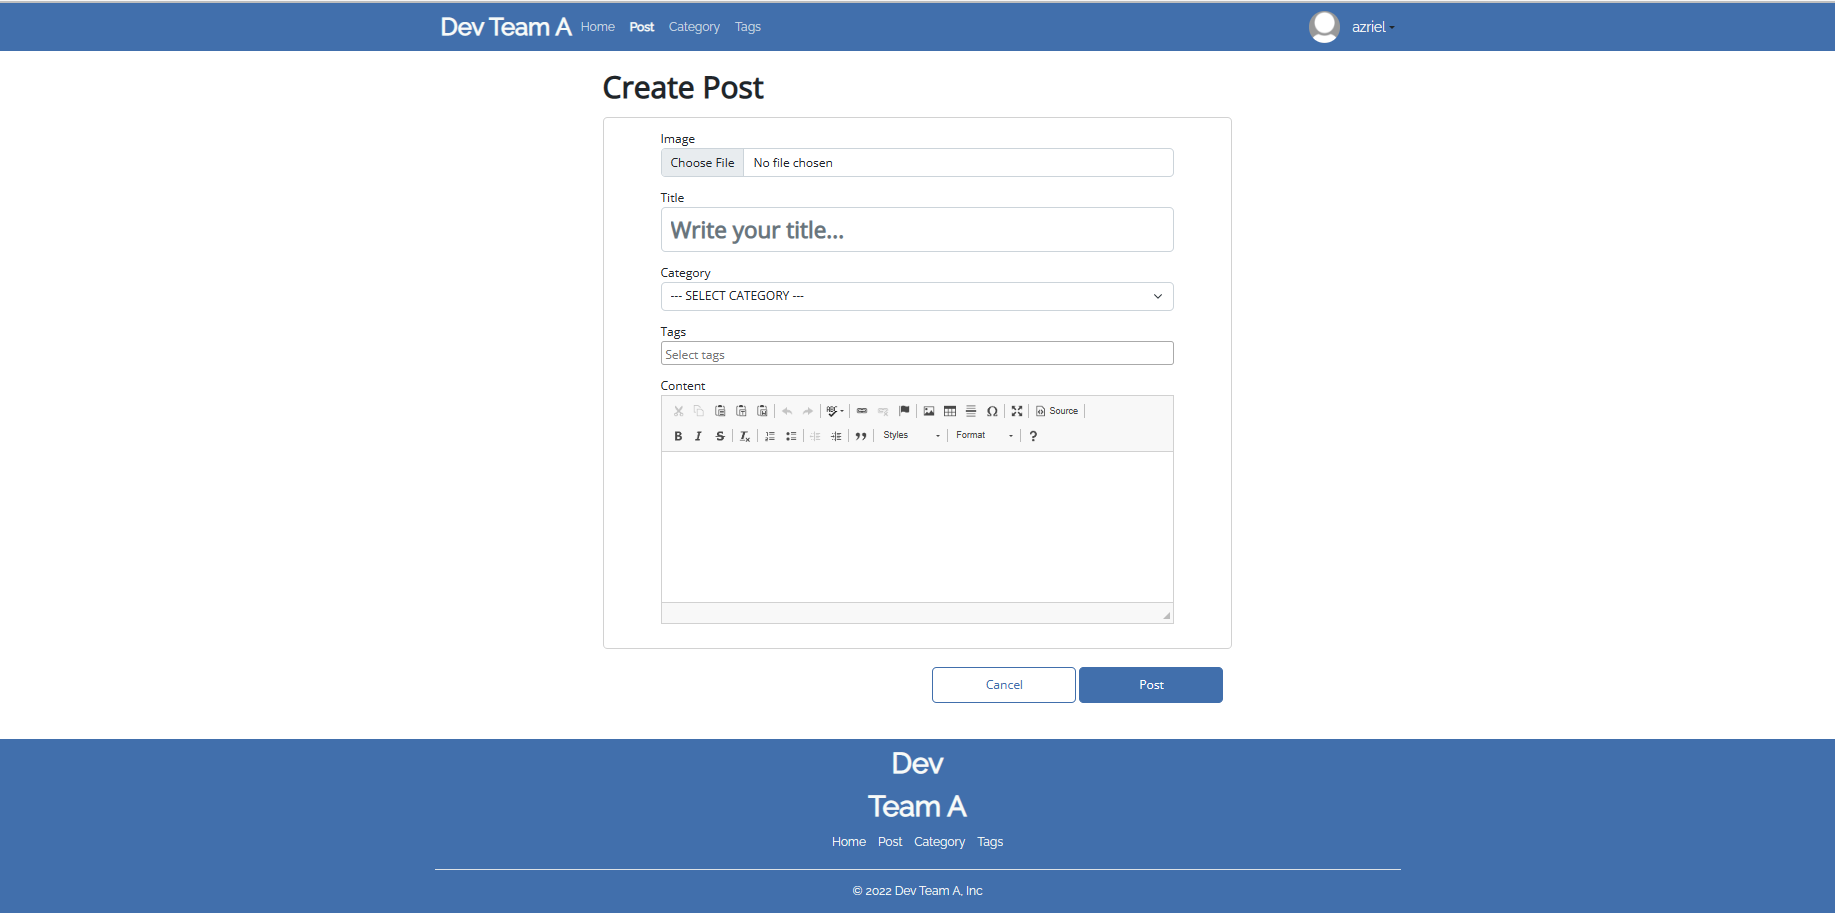 Dev Team A Home Post Category Tags azriel
Create Post
Image
Choose File No file chosen
Title
Write your title...
Category
--- SELECT CATEGORY ---
Tags
Select tags
Content
ABC Ω Source
B I S Tx Styles Format ?
Cancel Post
Dev
Team A
Home Post Category Tags
© 2022 Dev Team A, Inc